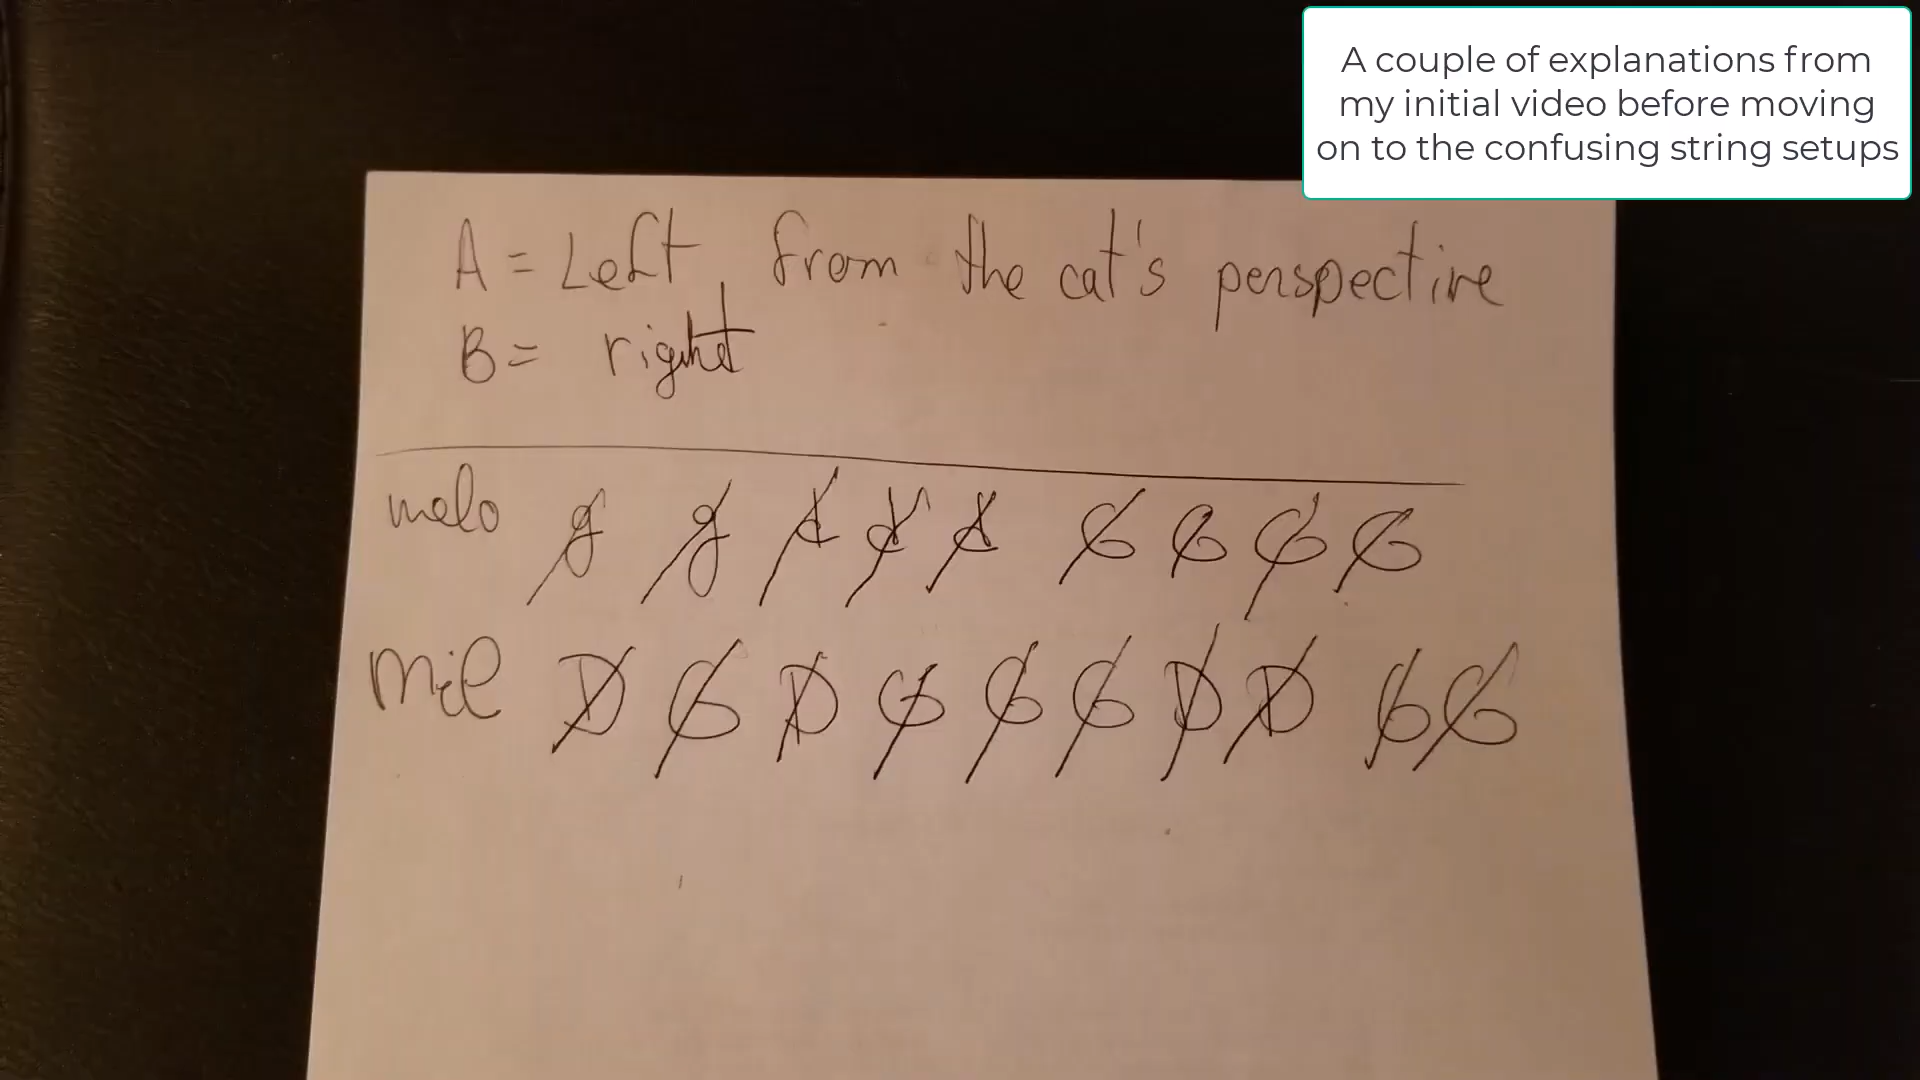 A couple of explanations from
my initial video before moving
on to the confusing string setups
A = Left, from the cat's perspective
B = right
melo g g d d d G G G G
Mil D G D G G G D D G G